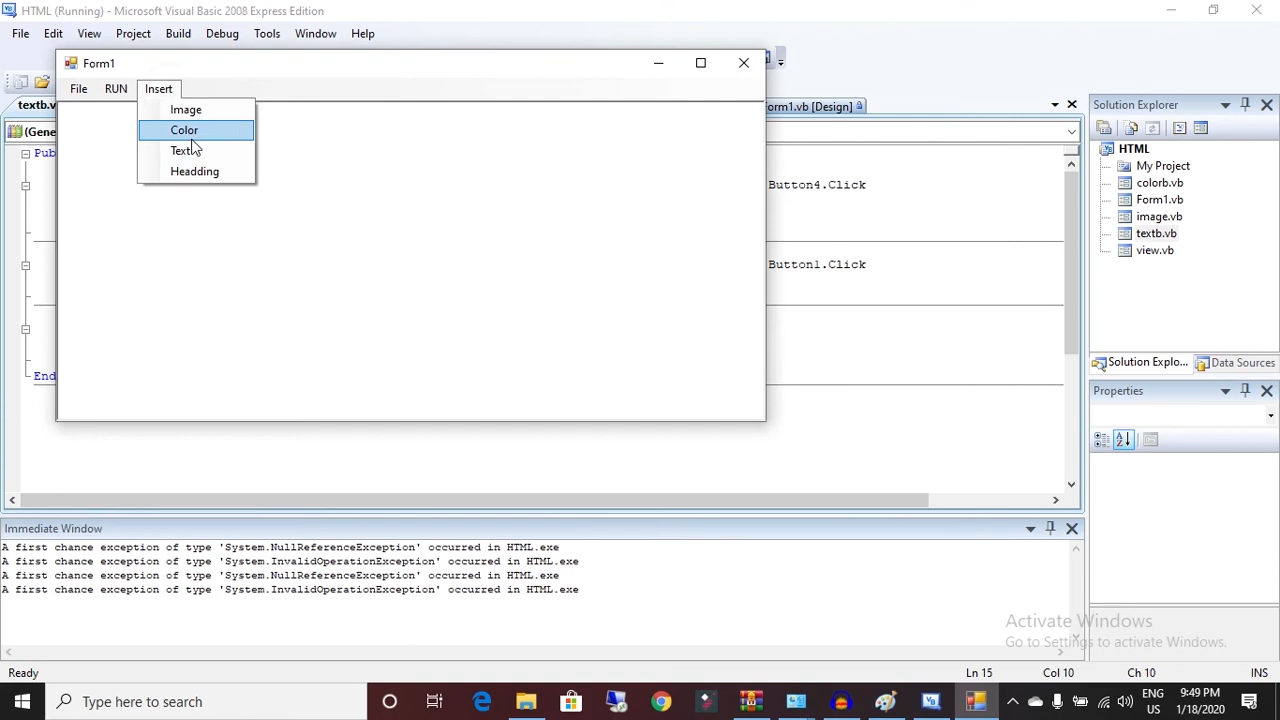 HTML (Running) - Microsoft Visual Basic 2008 Express Edition
File Edit View Project Build Debug Tools Window Help
Form1
File RUN Insert
Image
Color
Text
Headding
textb.v
orm1.vb [Design]
(Gene
Pub
Button4.Click
Button1.Click
End
Solution Explorer
HTML
My Project
colorb.vb
Form1.vb
image.vb
textb.vb
view.vb
Solution Explo... Data Sources
Properties
Immediate Window
A first chance exception of type 'System.NullReferenceException' occurred in HTML.exe
A first chance exception of type 'System.InvalidOperationException' occurred in HTML.exe
A first chance exception of type 'System.NullReferenceException' occurred in HTML.exe
A first chance exception of type 'System.InvalidOperationException' occurred in HTML.exe
Activate Windows
Go to Settings to activate Windows.
Ready Ln 15 Col 10 Ch 10 INS
Type here to search
ENG
US
9:49 PM
1/18/2020